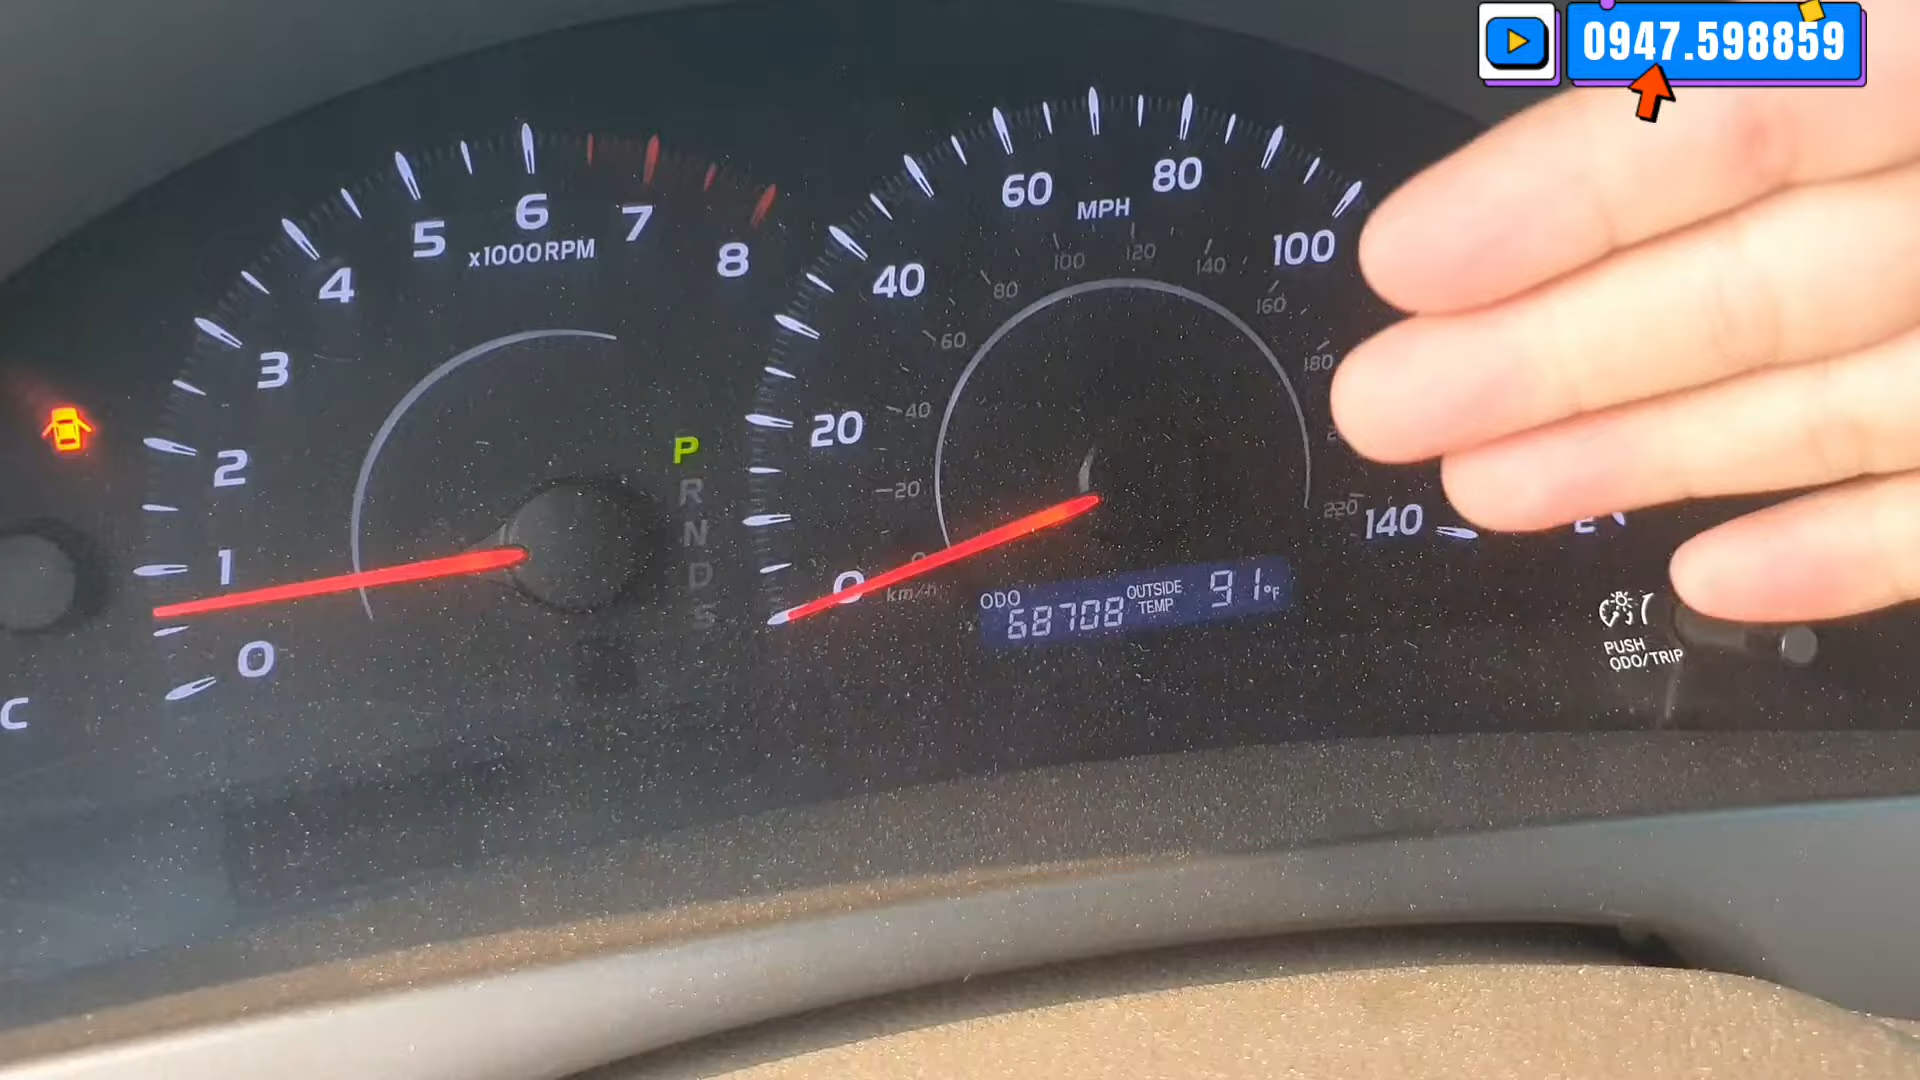 0947.598859
0
1
2
3
4
5
6
7
8
x1000RPM
P
R
N
D
S
C
0
20
40
60
80
100
140
MPH
0
20
40
60
80
100
120
140
160
180
220
km/h
ODO
68708
OUTSIDE
TEMP
91°F
PUSH
ODO/TRIP